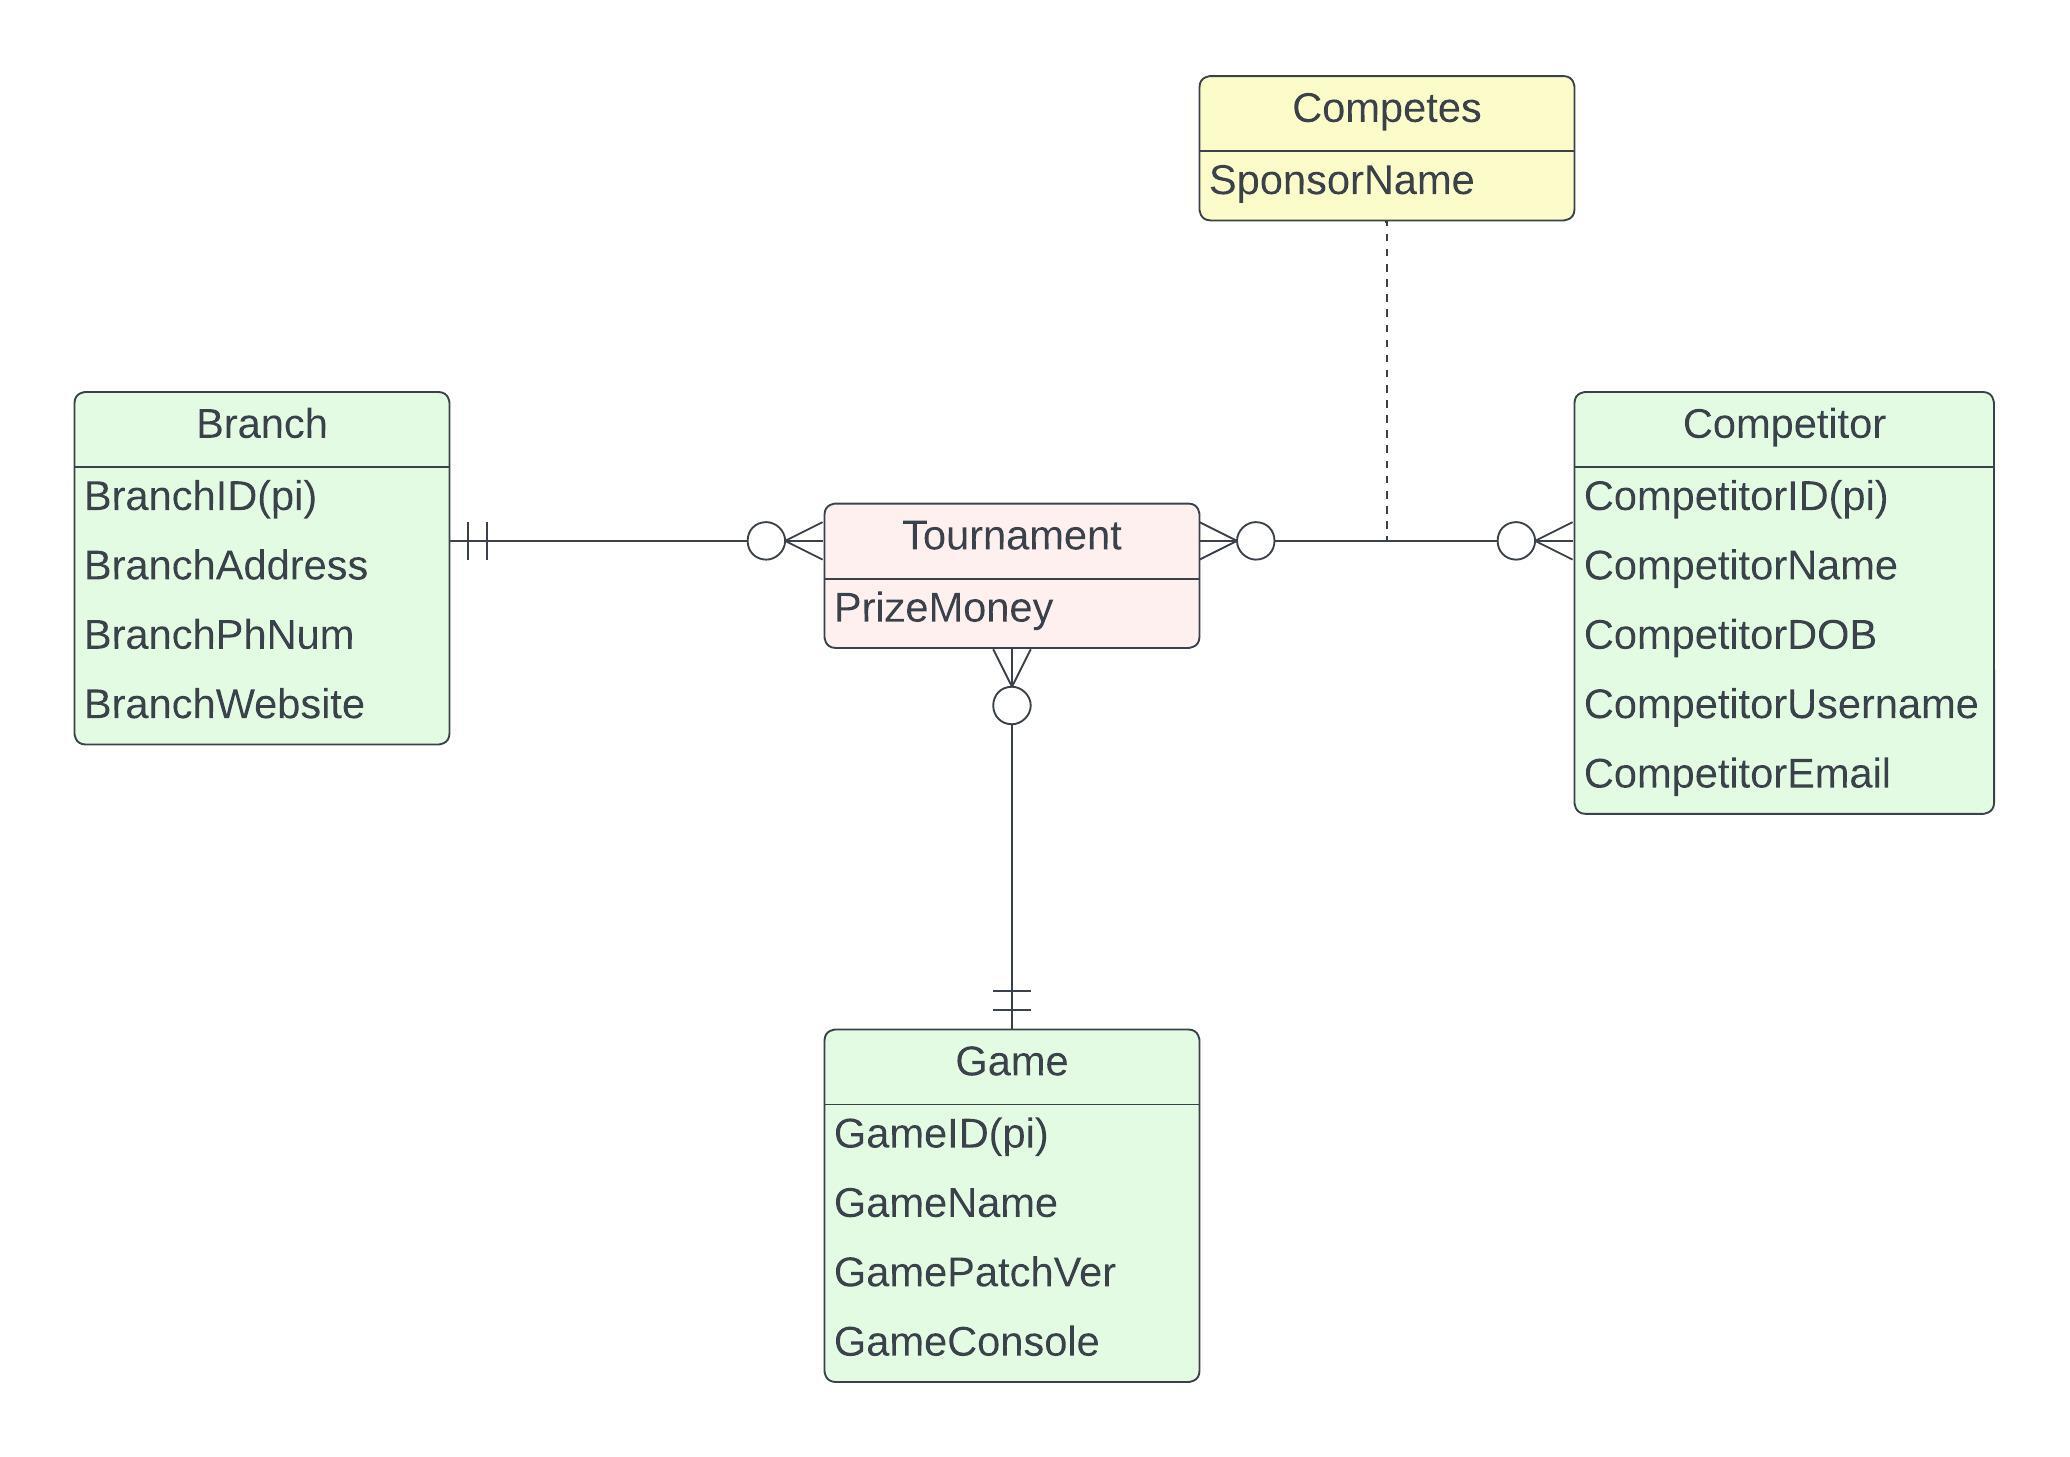 Competes
SponsorName
Branch
BranchID(pi)
BranchAddress
BranchPhNum
BranchWebsite
Tournament
PrizeMoney
Competitor
CompetitorID(pi)
CompetitorName
CompetitorDOB
CompetitorUsername
CompetitorEmail
Game
GameID(pi)
GameName
GamePatchVer
GameConsole